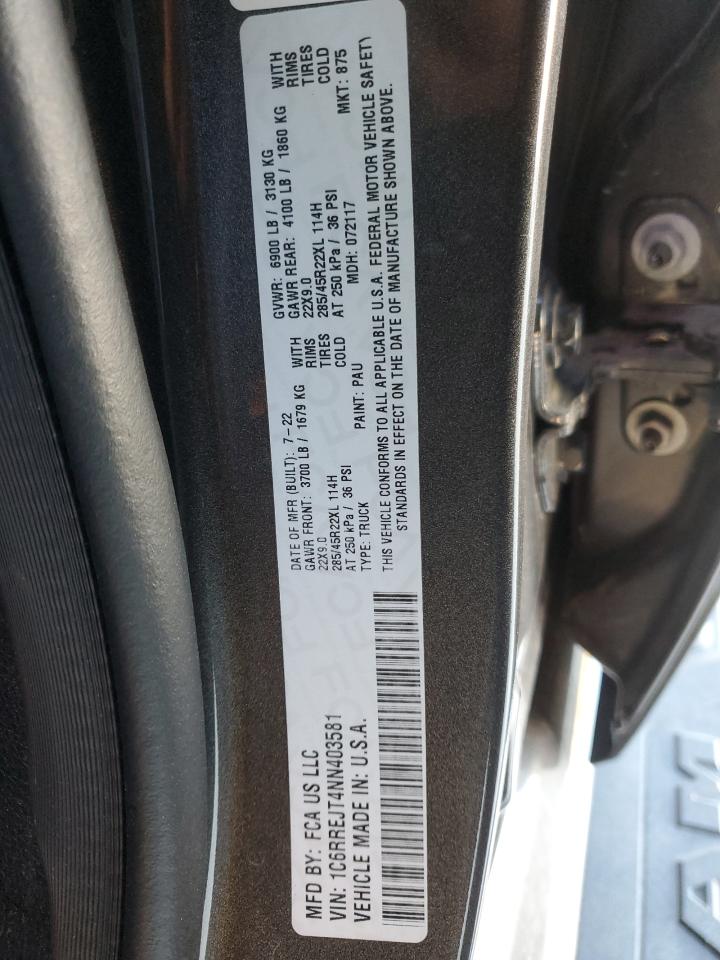 MFD BY: FCA US LLC
VIN: 1C6RREJT4NN403581
VEHICLE MADE IN: U.S.A.
DATE OF MFR (BUILT): 7-22
GVWR: 6900 LB / 3130 KG
GAWR FRONT: 3700 LB / 1679 KG WITH
GAWR REAR: 4100 LB / 1860 KG WITH
22X9.0 RIMS
22X9.0 RIMS
285/45R22XL 114H TIRES
285/45R22XL 114H TIRES
AT 250 kPa / 36 PSI COLD
AT 250 kPa / 36 PSI COLD
TYPE: TRUCK PAINT: PAU MDH: 072117 MKT: 875
THIS VEHICLE CONFORMS TO ALL APPLICABLE U.S.A. FEDERAL MOTOR VEHICLE SAFETY
STANDARDS IN EFFECT ON THE DATE OF MANUFACTURE SHOWN ABOVE.